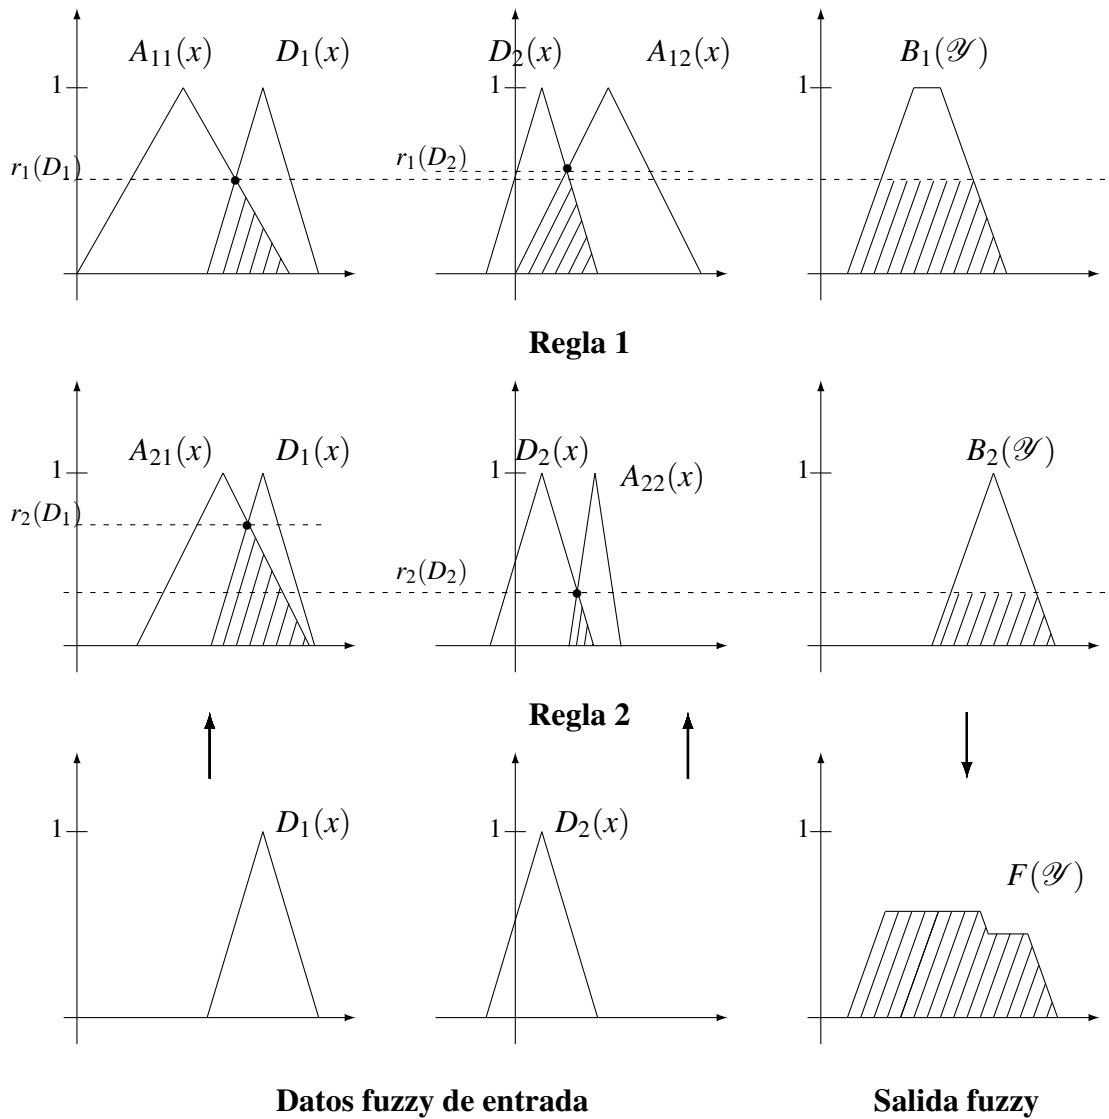 A₁₁(x) D₁(x) D₂(x) A₁₂(x) B₁(𝒴)
1 1 1
r₁(D₁) r₁(D₂)
Regla 1
A₂₁(x) D₁(x) D₂(x) A₂₂(x) B₂(𝒴)
1 1 1
r₂(D₁)
r₂(D₂)
Regla 2
D₁(x) D₂(x)
1 1 1
F(𝒴)
Datos fuzzy de entrada Salida fuzzy